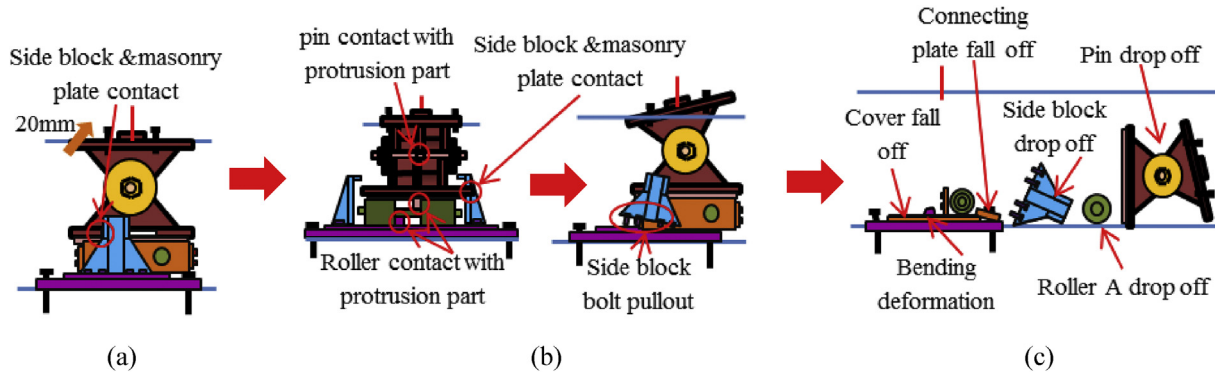 Side block &masonry
plate contact
20mm
(a)
pin contact with
protrusion part
Side block &masonry
plate contact
Roller contact with
protrusion part
Side block
bolt pullout
(b)
Connecting
plate fall off
Pin drop off
Cover fall
off
Side block
drop off
Bending
deformation
Roller A drop off
(c)